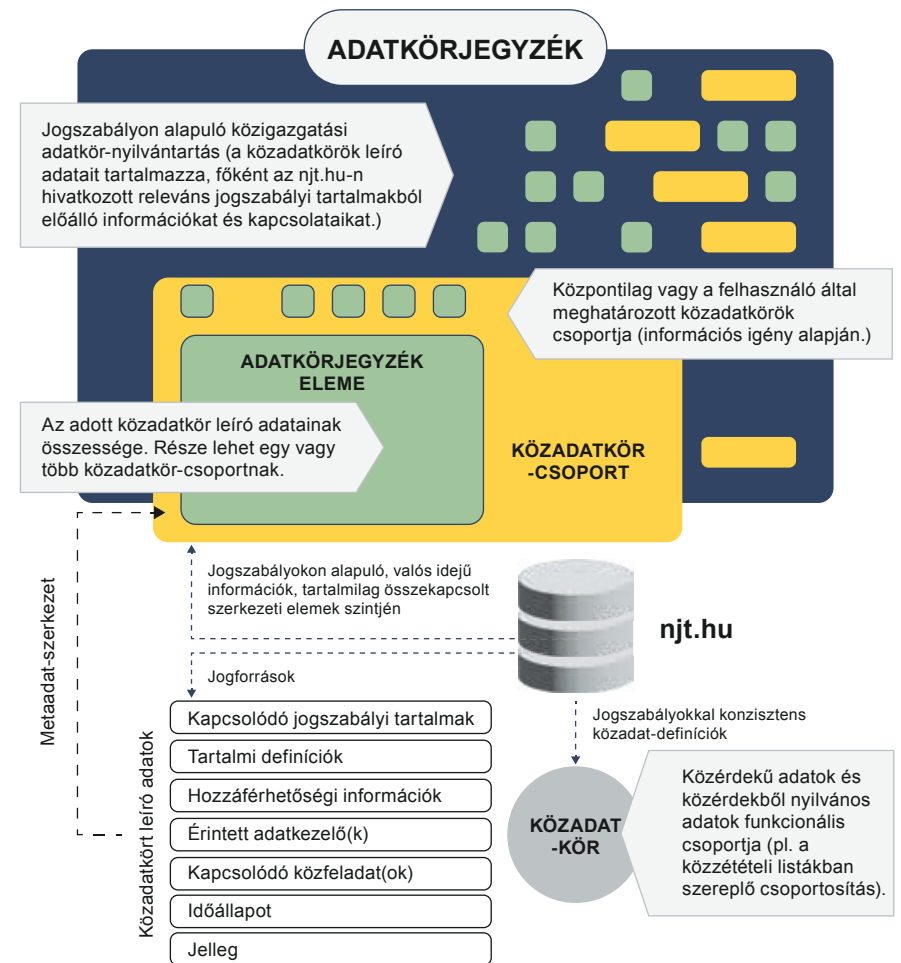 ADATKÖRJEGYZÉK
Jogszabályon alapuló közigazgatási
adatkör-nyilvántartás (a közadatkörök leíró
adatait tartalmazza, főként az njt.hu-n
hivatkozott releváns jogszabályi tartalmakból
előálló információkat és kapcsolataikat.)
Központilag vagy a felhasználó által
meghatározott közadatkörök
csoportja (információs igény alapján.)
ADATKÖRJEGYZÉK
ELEME
Az adott közadatkör leíró adatainak
összessége. Része lehet egy vagy
több közadatkör-csoportnak.
KÖZADATKÖR
-CSOPORT
Metaadat-szerkezet
Jogszabályokon alapuló, valós idejű
információk, tartalmilag összekapcsolt
szerkezeti elemek szintjén
njt.hu
Jogforrások
Jogszabályokkal konzisztens
közadat-definíciók
Közadatkört leíró adatok
Kapcsolódó jogszabályi tartalmak
Tartalmi definíciók
Hozzáférhetőségi információk
Érintett adatkezelő(k)
Kapcsolódó közfeladat(ok)
Időállapot
Jelleg
KÖZADAT
-KÖR
Közérdekű adatok és
közérdekből nyilvános
adatok funkcionális
csoportja (pl. a
közzétételi listákban
szereplő csoportosítás).